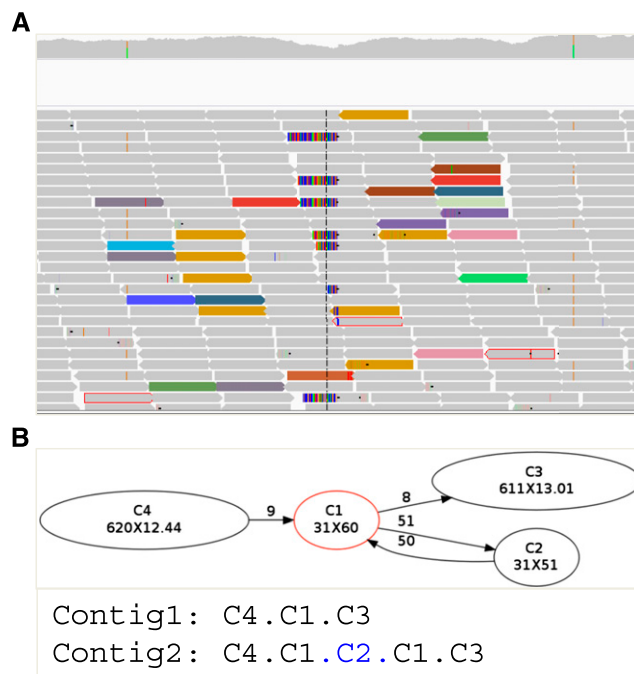 A
B
C4
620X12.44
9
C1
31X60
8
51
50
C3
611X13.01
C2
31X51
Contig1: C4.C1.C3
Contig2: C4.C1.C2.C1.C3